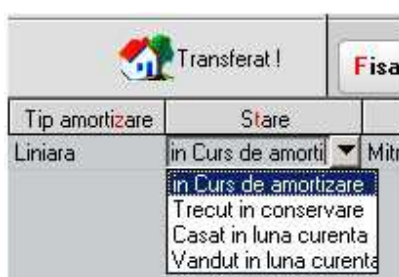 Transferat !
Fisa
Tip amortizare Stare
Liniara in Curs de amorti Mitr
in Curs de amortizare
Trecut in conservare
Casat in luna curenta
Vandut in luna curenta